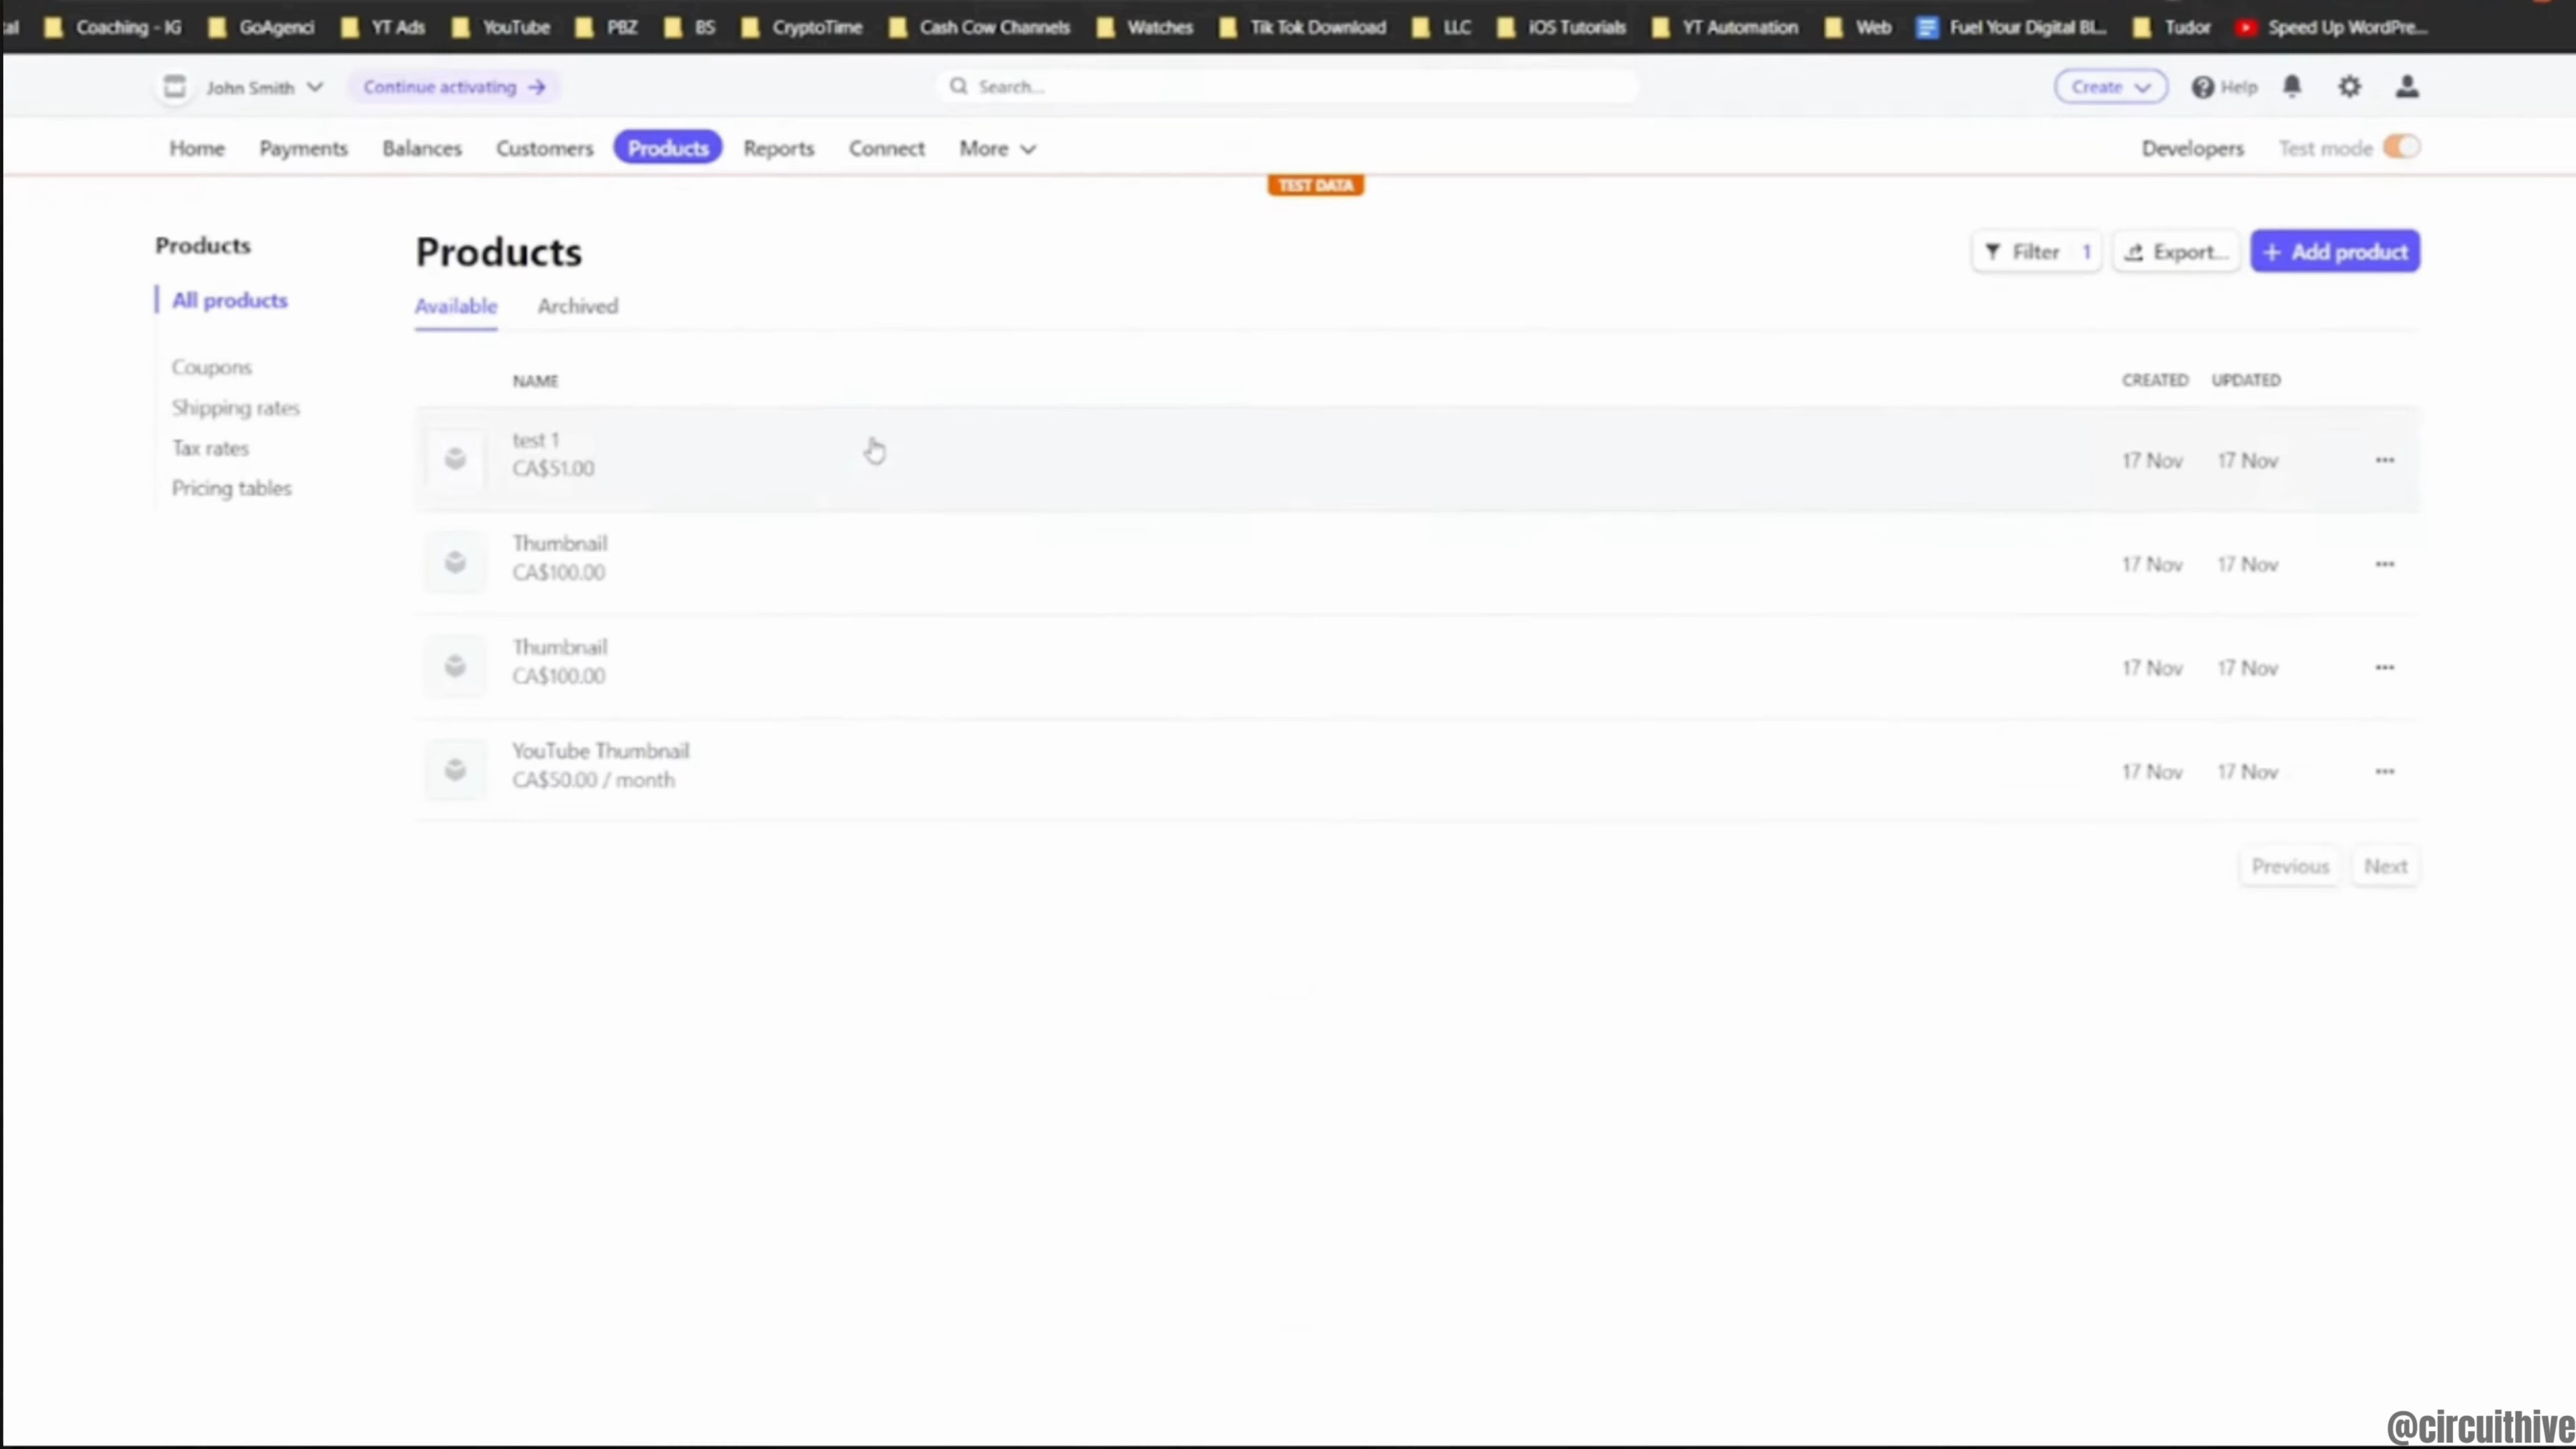 al Coaching - IG GoAgenci YT Ads YouTube PBZ BS CryptoTime Cash Cow Channels Watches Tik Tok Download LLC iOS Tutorials YT Automation Web Fuel Your Digital Bl... Tudor Speed Up WordPre...
John Smith Continue activating → Search... Create Help
Home Payments Balances Customers Products Reports Connect More Developers Test mode
TEST DATA
Products
All products
Coupons
Shipping rates
Tax rates
Pricing tables
Products Filter 1 Export... + Add product
Available Archived
NAME CREATED UPDATED
test 1
CA$51.00
17 Nov 17 Nov ...
Thumbnail
CA$100.00
17 Nov 17 Nov ...
Thumbnail
CA$100.00
17 Nov 17 Nov ...
YouTube Thumbnail
CA$50.00 / month
17 Nov 17 Nov ...
Previous Next
@circuithive